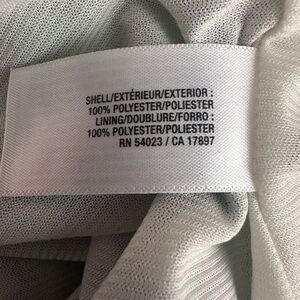 SHELL/EXTÉRIEUR/EXTERIOR :
100% POLYESTER/POLIESTER
LINING/DOUBLURE/FORRO :
100% POLYESTER/POLIESTER
RN 54023 / CA 17897